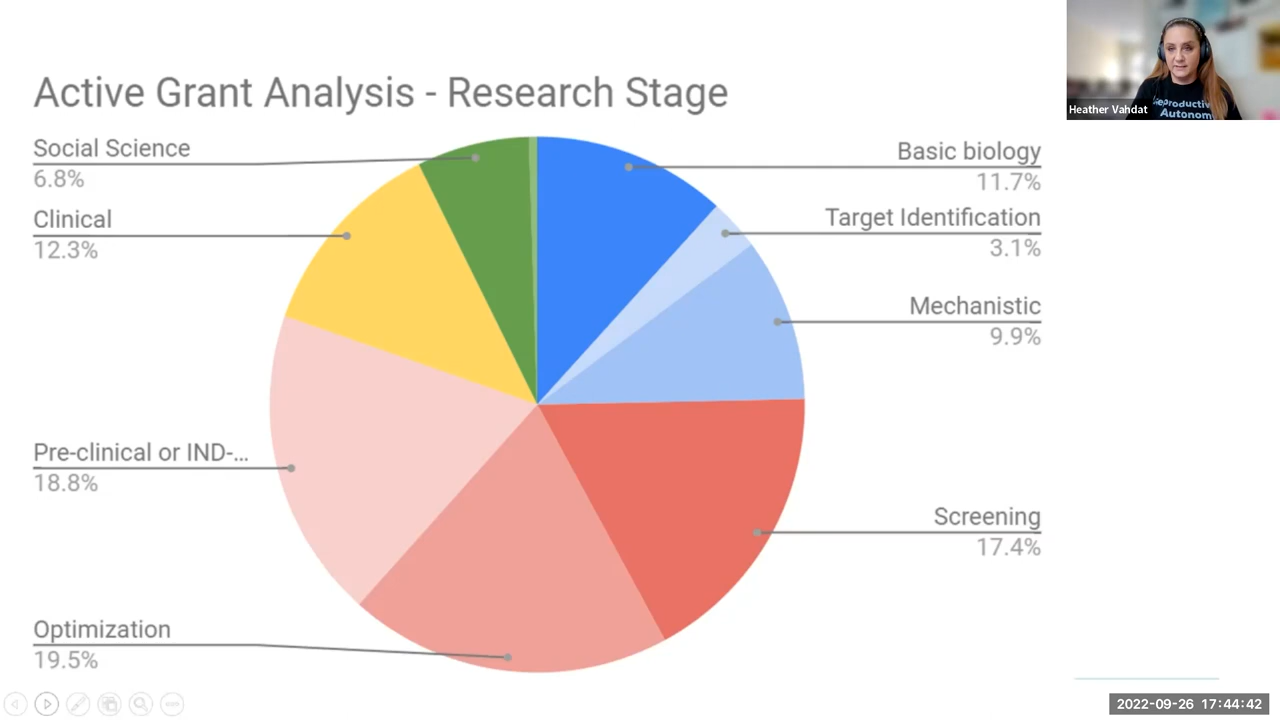 Active Grant Analysis - Research Stage
Social Science
6.8%
Clinical
12.3%
Pre-clinical or IND-...
18.8%
Optimization
19.5%
Basic biology
11.7%
Target Identification
3.1%
Mechanistic
9.9%
Screening
17.4%
Heather Vahdat
Autonom
2022-09-26 17:44:42